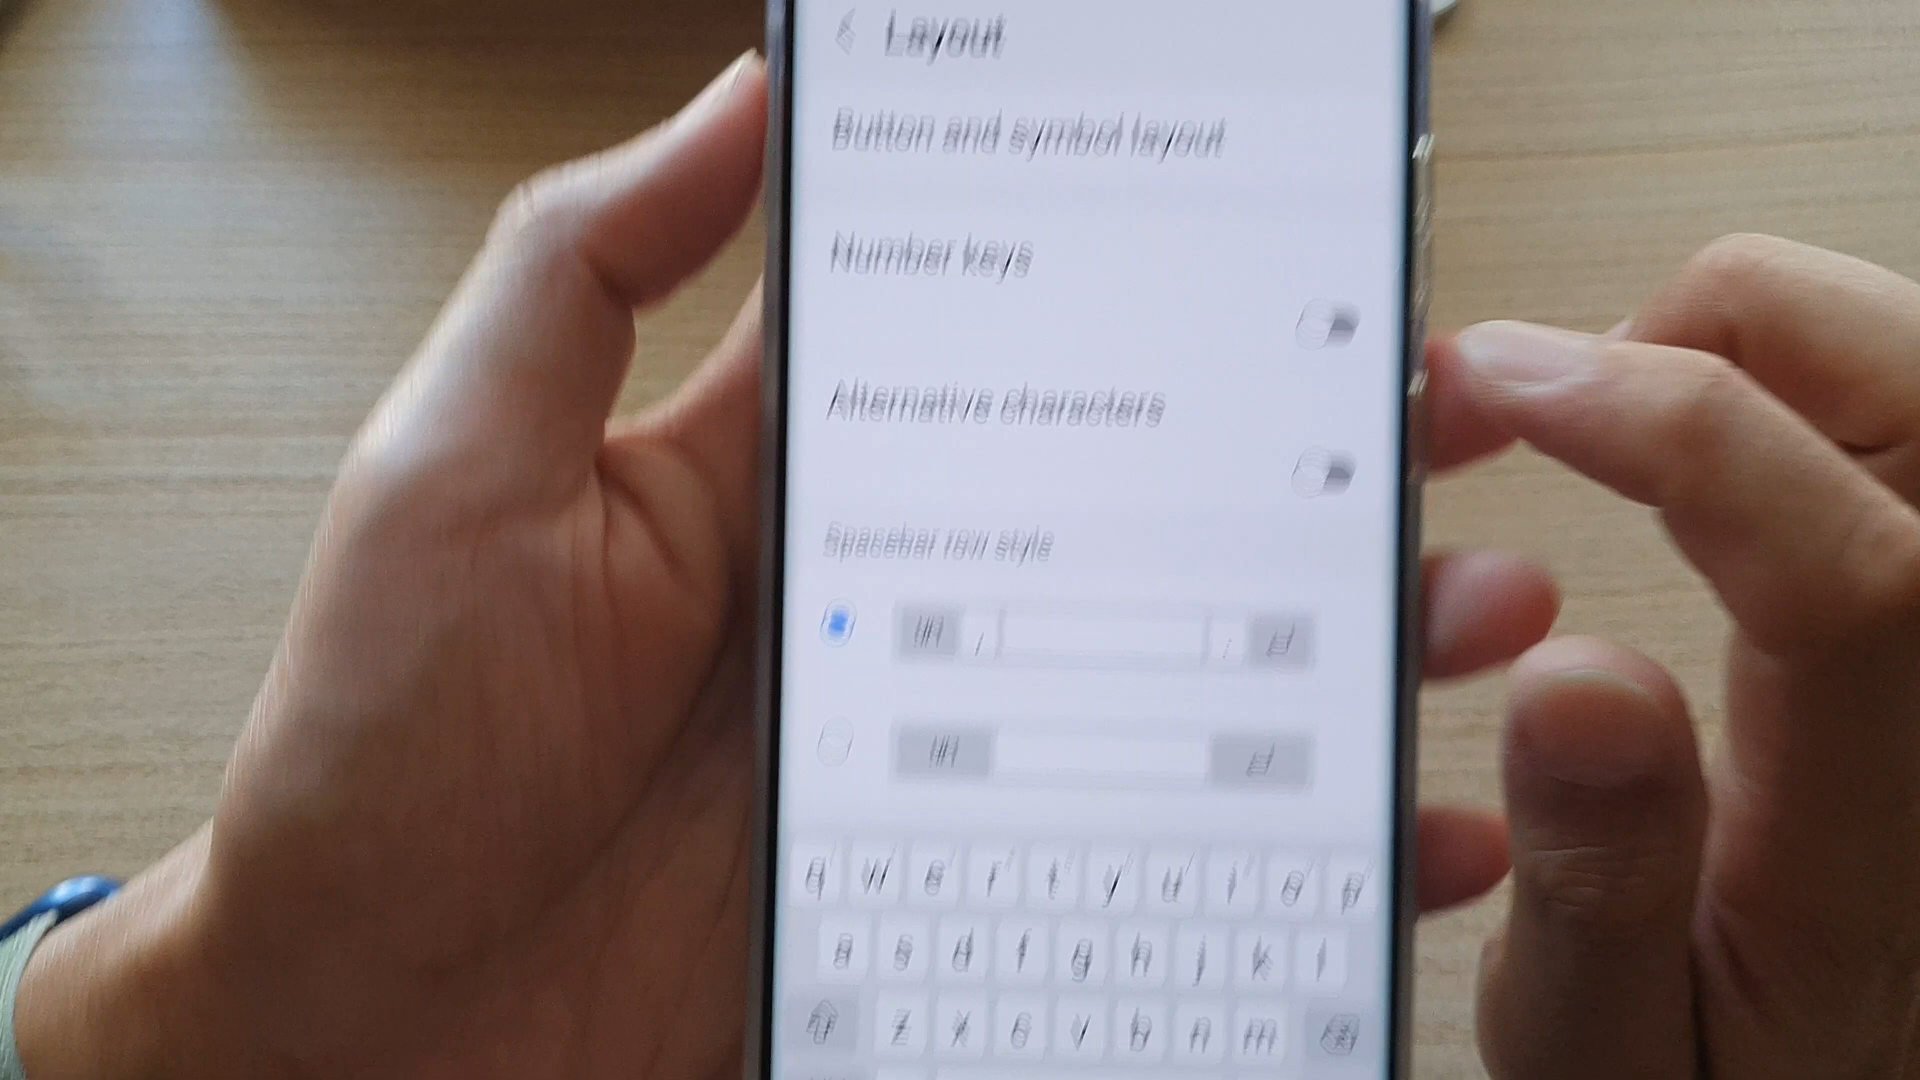 Layout
Button and symbol layout
Number keys
Alternative characters
Spacebar row style
q w e r t y u i o p
a s d f g h j k l
z x c v b n m